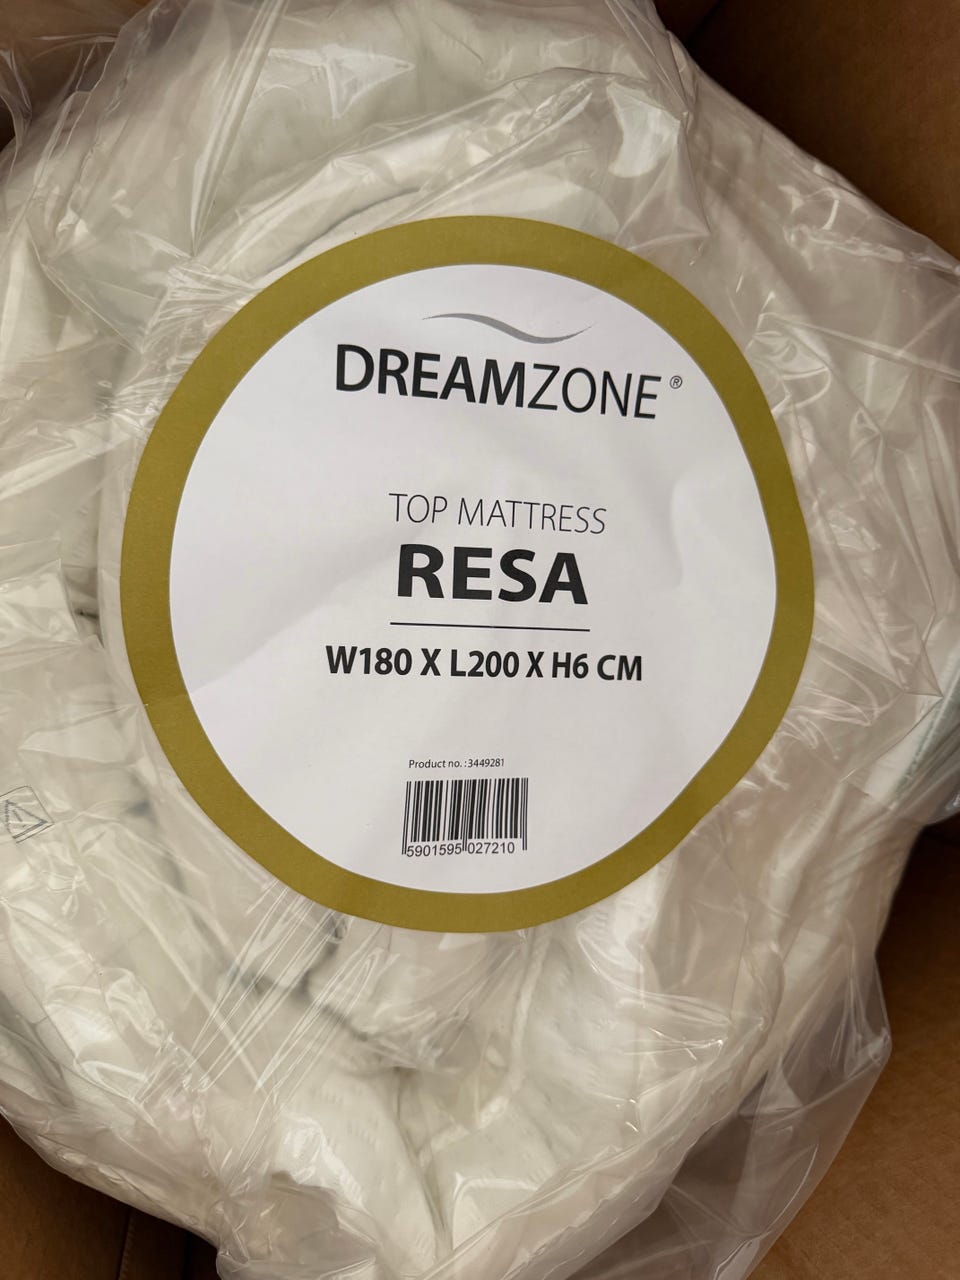 DREAMZONE®
TOP MATTRESS
RESA
W180 X L200 X H6 CM
Product no. :3449281
5901595 027210